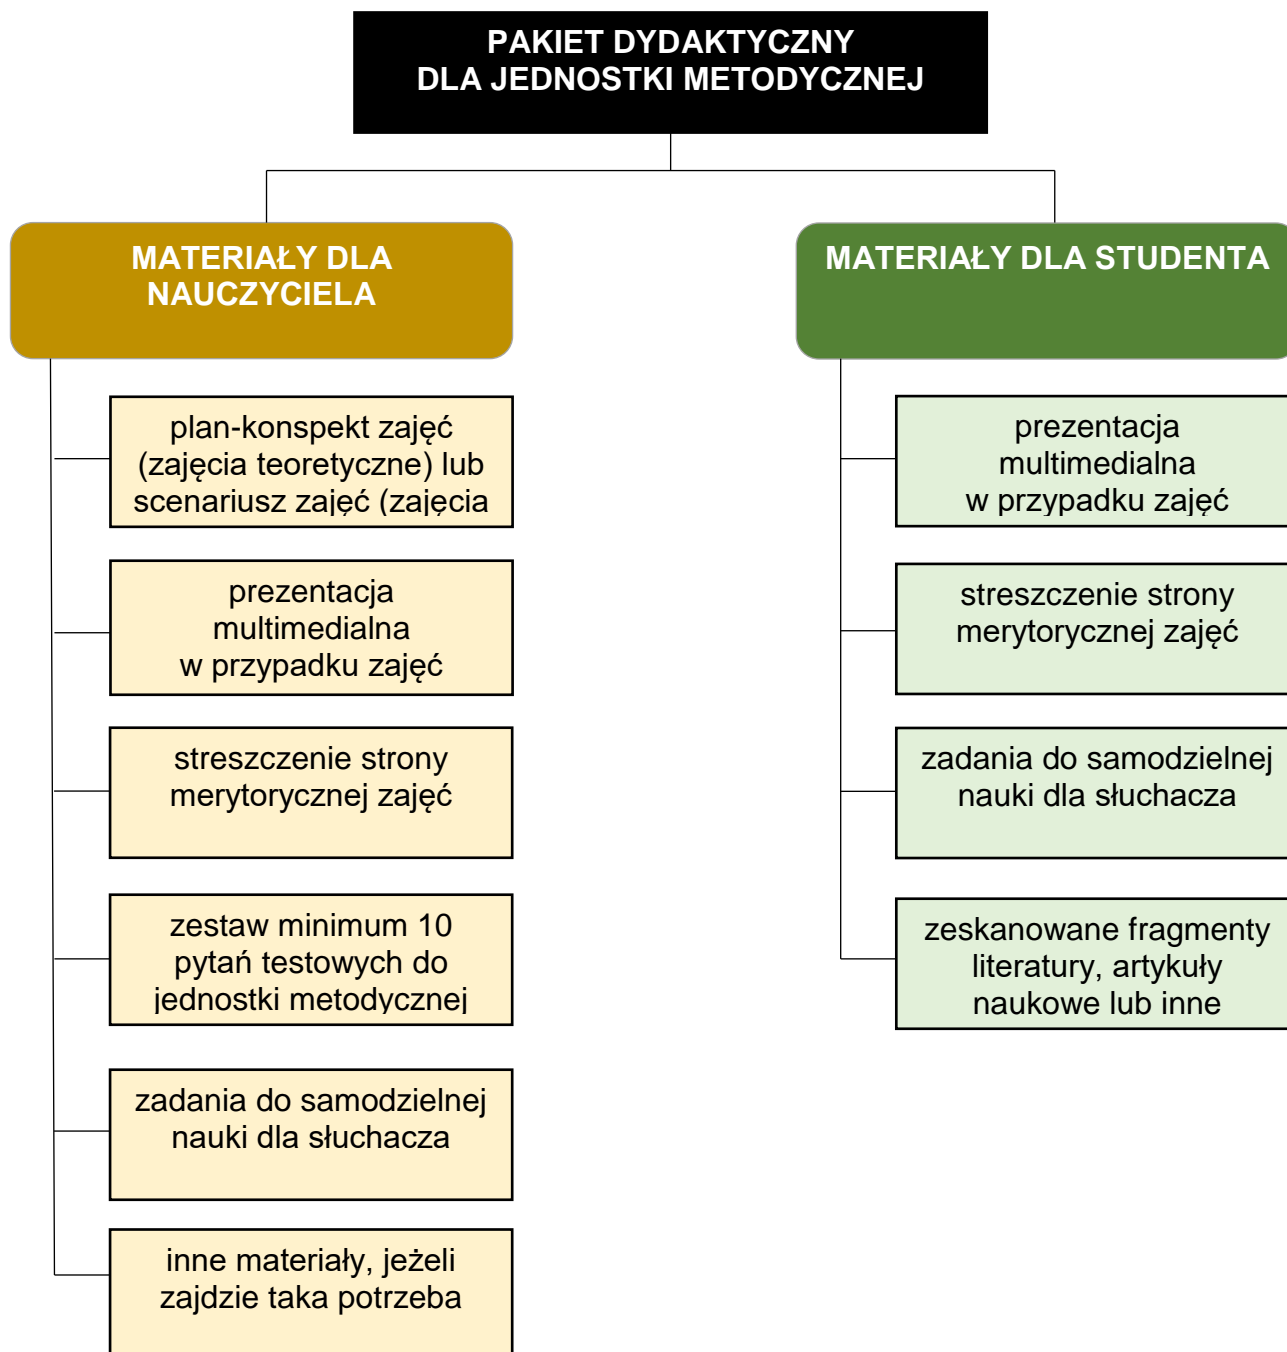 PAKIET DYDAKTYCZNY
DLA JEDNOSTKI METODYCZNEJ
MATERIAŁY DLA
NAUCZYCIELA
plan-konspekt zajęć
(zajęcia teoretyczne) lub
scenariusz zajęć (zajęcia
prezentacja
multimedialna
w przypadku zajęć
streszczenie strony
merytorycznej zajęć
zestaw minimum 10
pytań testowych do
jednostki metodycznej
zadania do samodzielnej
nauki dla słuchacza
inne materiały, jeżeli
zajdzie taka potrzeba
MATERIAŁY DLA STUDENTA
prezentacja
multimedialna
w przypadku zajęć
streszczenie strony
merytorycznej zajęć
zadania do samodzielnej
nauki dla słuchacza
zeskanowane fragmenty
literatury, artykuły
naukowe lub inne